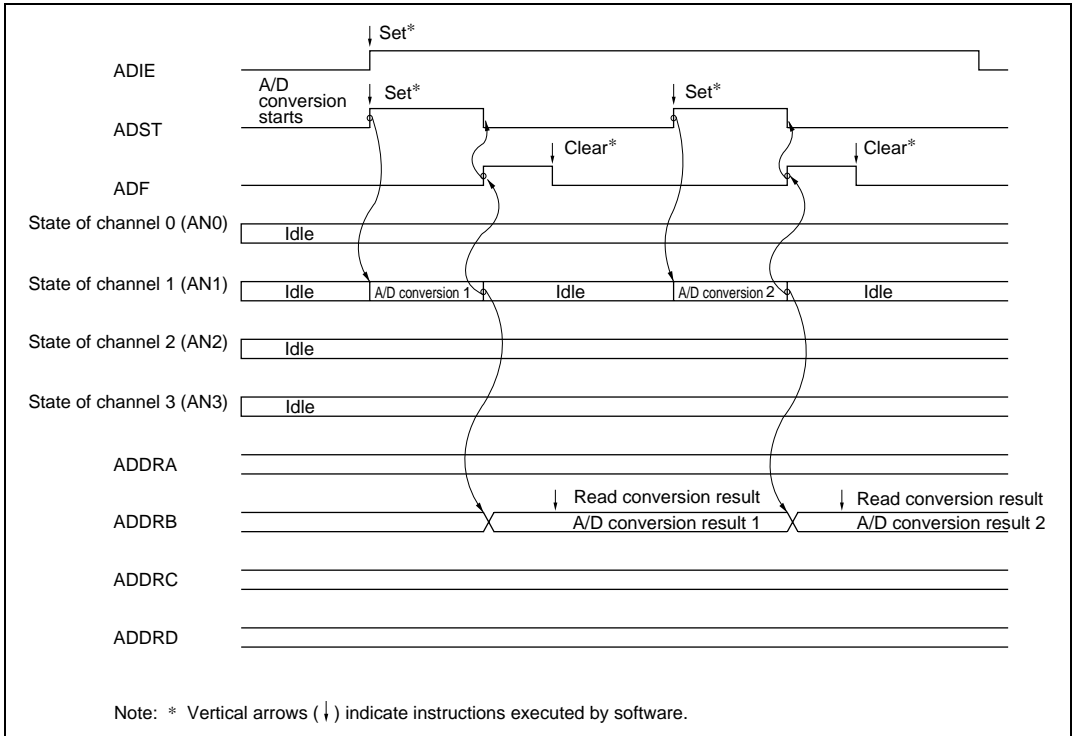 Set*
ADIE
A/D
conversion
starts
Set*
Set*
ADST
Clear*
Clear*
ADF
State of channel 0 (AN0)
Idle
State of channel 1 (AN1)
Idle
A/D conversion 1
Idle
A/D conversion 2
Idle
State of channel 2 (AN2)
Idle
State of channel 3 (AN3)
Idle
ADDRA
Read conversion result
Read conversion result
ADDRB
A/D conversion result 1
A/D conversion result 2
ADDRC
ADDRD
Note: * Vertical arrows (↓) indicate instructions executed by software.